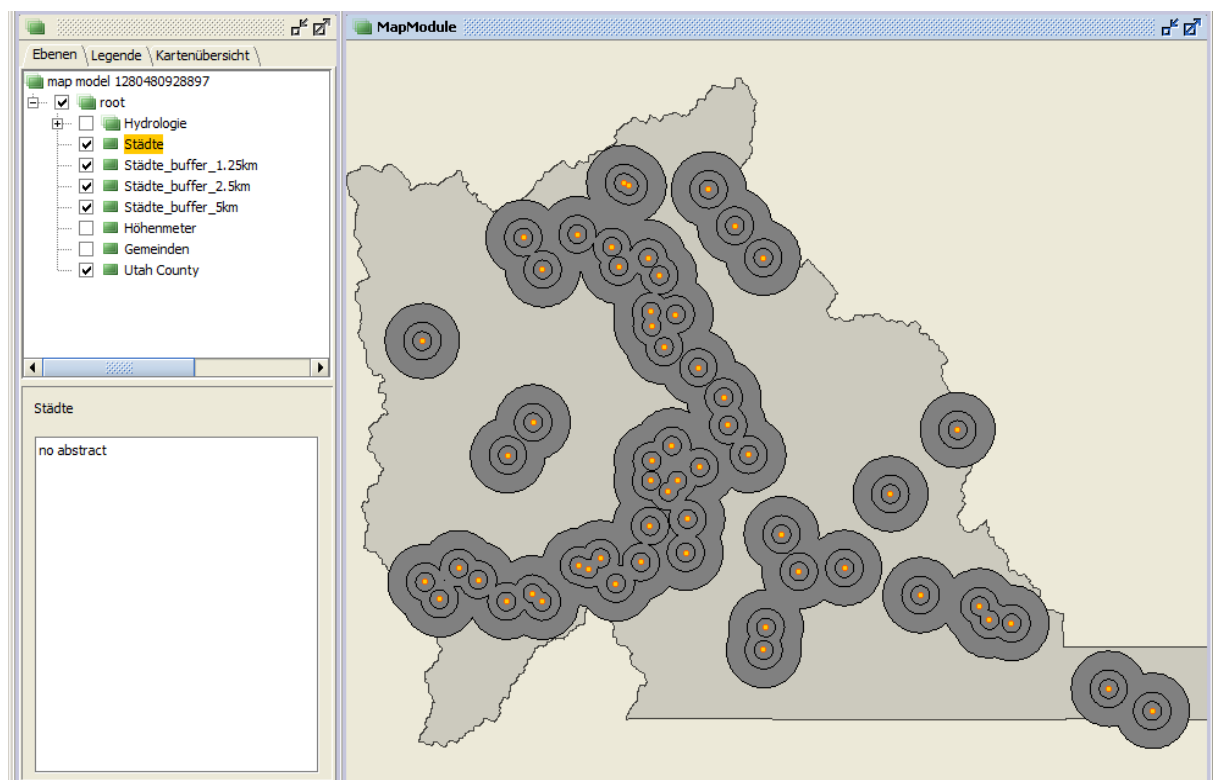 MapModule
Ebenen Legende Kartenübersicht
map model 1280480928897
root
Hydrologie
Städte
Städte_buffer_1.25km
Städte_buffer_2.5km
Städte_buffer_5km
Höhenmeter
Gemeinden
Utah County
Städte
no abstract